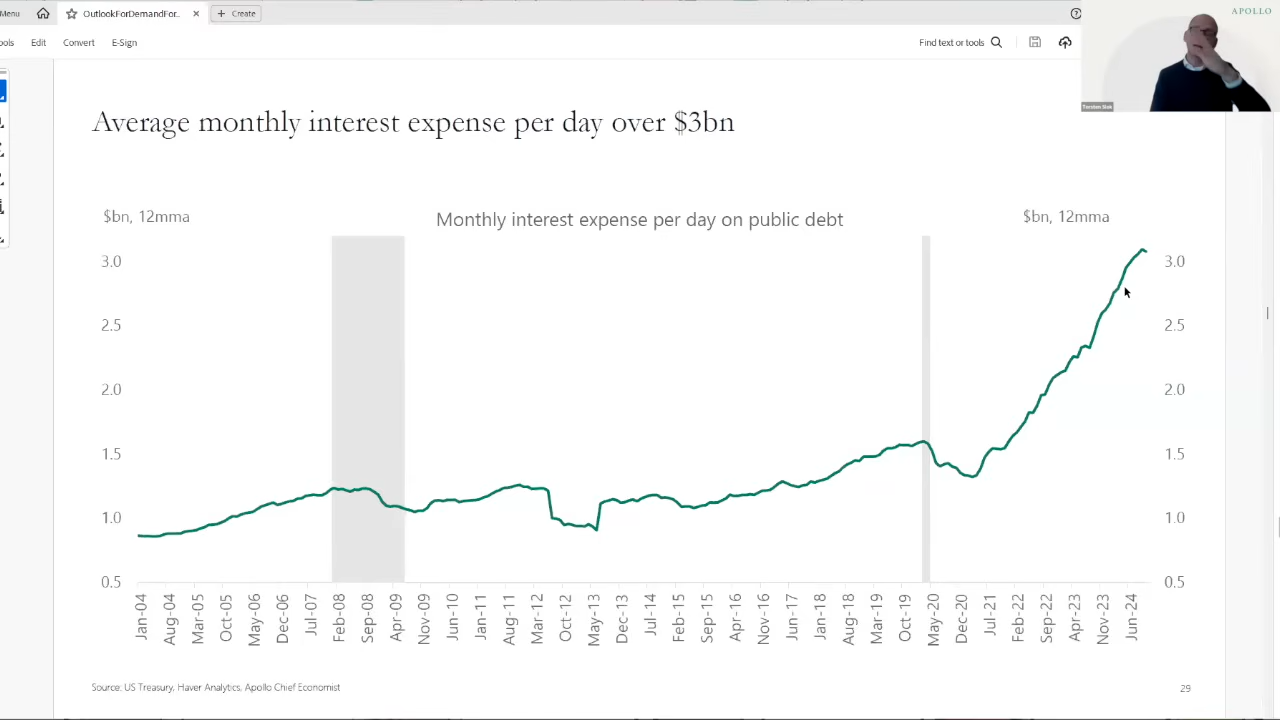 Menu
OutlookForDemandFor...
+ Create
APOLLO
ools
Edit
Convert
E-Sign
Find text or tools
Torsten Slok
Average monthly interest expense per day over $3bn
$bn, 12mma
Monthly interest expense per day on public debt
$bn, 12mma
3.0
3.0
2.5
2.5
2.0
2.0
1.5
1.5
1.0
1.0
0.5
0.5
Jan-04
Aug-04
Mar-05
Oct-05
May-06
Dec-06
Jul-07
Feb-08
Sep-08
Apr-09
Nov-09
Jun-10
Jan-11
Aug-11
Mar-12
Oct-12
May-13
Dec-13
Jul-14
Feb-15
Sep-15
Apr-16
Nov-16
Jun-17
Jan-18
Aug-18
Mar-19
Oct-19
May-20
Dec-20
Jul-21
Feb-22
Sep-22
Apr-23
Nov-23
Jun-24
Source: US Treasury, Haver Analytics, Apollo Chief Economist
29